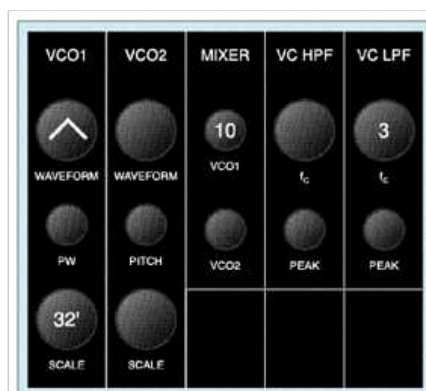 VCO1 VCO2 MIXER VC HPF VC LPF
10 3
VCO1
WAVEFORM WAVEFORM fc fc
PW PITCH VCO2 PEAK PEAK
32'
SCALE SCALE